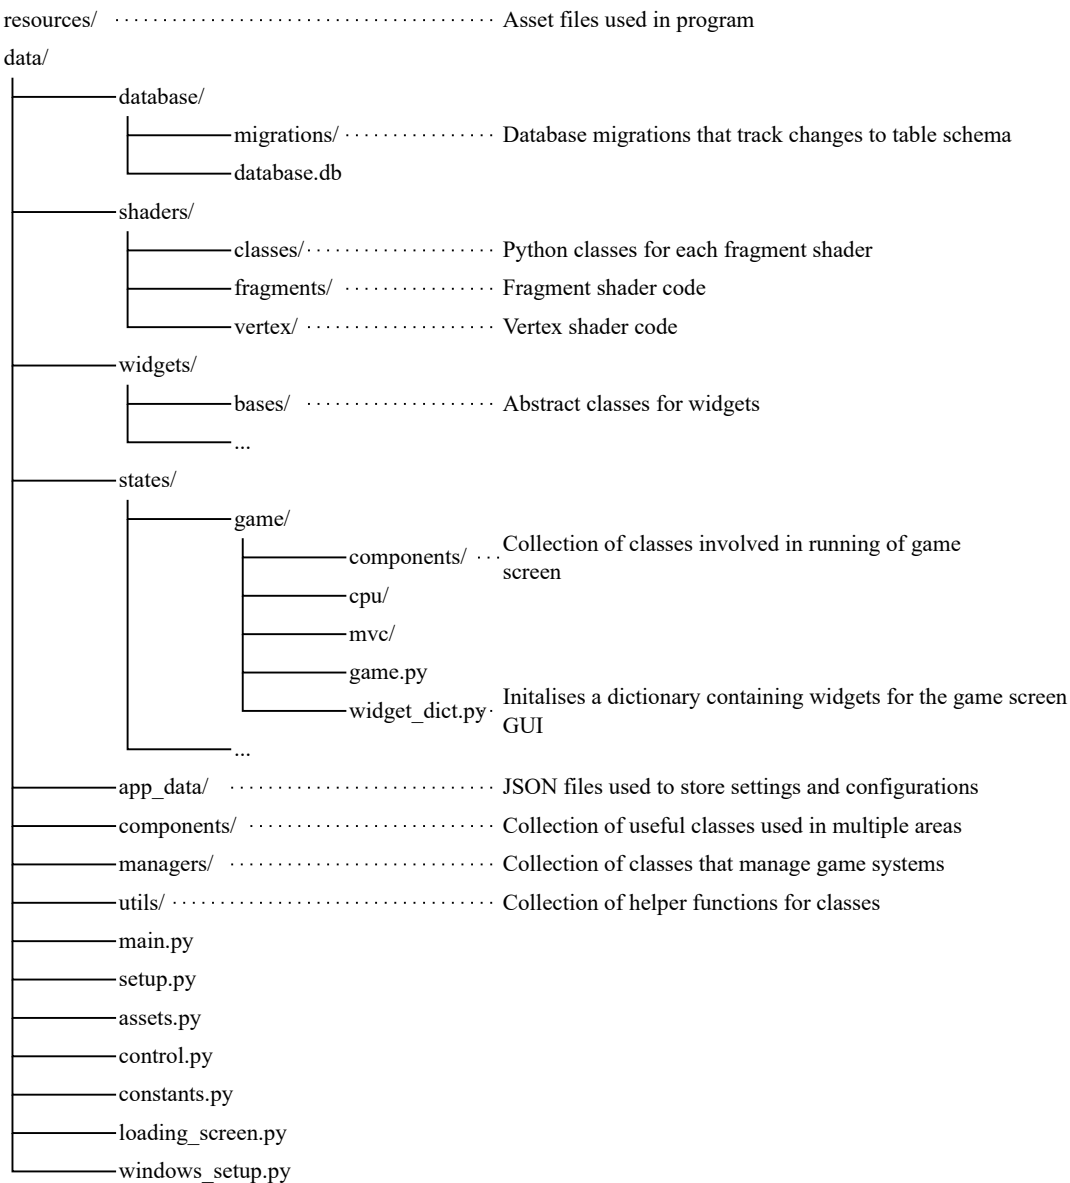 resources/ Asset files used in program
data/
database/
migrations/ Database migrations that track changes to table schema
database.db
shaders/
classes/ Python classes for each fragment shader
fragments/ Fragment shader code
vertex/ Vertex shader code
widgets/
bases/ Abstract classes for widgets
...
states/
game/
components/ Collection of classes involved in running of game
screen
cpu/
mvc/
game.py
widget_dict.py Initalises a dictionary containing widgets for the game screen
GUI
...
app_data/ JSON files used to store settings and configurations
components/ Collection of useful classes used in multiple areas
managers/ Collection of classes that manage game systems
utils/ Collection of helper functions for classes
main.py
setup.py
assets.py
control.py
constants.py
loading_screen.py
windows_setup.py